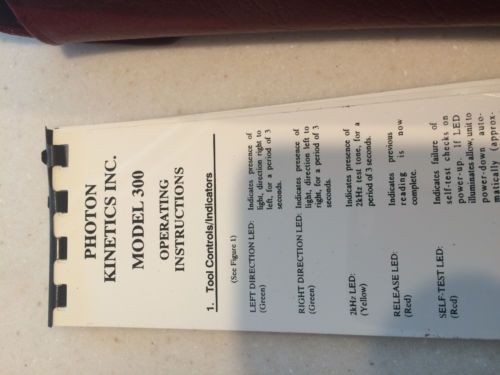 PHOTON
KINETICS INC.
MODEL 300
OPERATING
INSTRUCTIONS
1. Tool Controls/Indicators
(See Figure 1)
LEFT DIRECTION LED:
(Green)
Indicates presence of
light, direction right to
left, for a period of 3
seconds.
RIGHT DIRECTION LED:
(Green)
Indicates presence of
light, direction left to
right, for a period of 3
seconds.
2kHz LED:
(Yellow)
Indicates presence of
2kHz test tone, for a
period of 3 seconds.
RELEASE LED:
(Red)
Indicates previous
reading is now
complete.
SELF-TEST LED:
(Red)
Indicates failure of
self-test checks on
power-up. If LED
illuminates allow, unit to
power-down auto-
matically (approx-